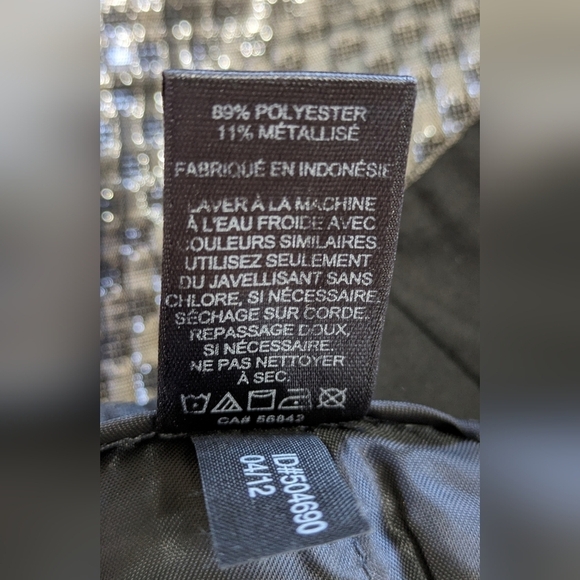 89% POLYESTER
11% MÉTALLISÉ
FABRIQUÉ EN INDONÉSIE
LAVER À LA MACHINE
À L'EAU FROIDE AVEC
COULEURS SIMILAIRES.
UTILISEZ SEULEMENT
DU JAVELLISANT SANS
CHLORE, SI NÉCESSAIRE.
SÉCHAGE SUR CORDE.
REPASSAGE DOUX,
SI NÉCESSAIRE.
NE PAS NETTOYER
À SEC.
CA# 56842
ID#504690
04/12